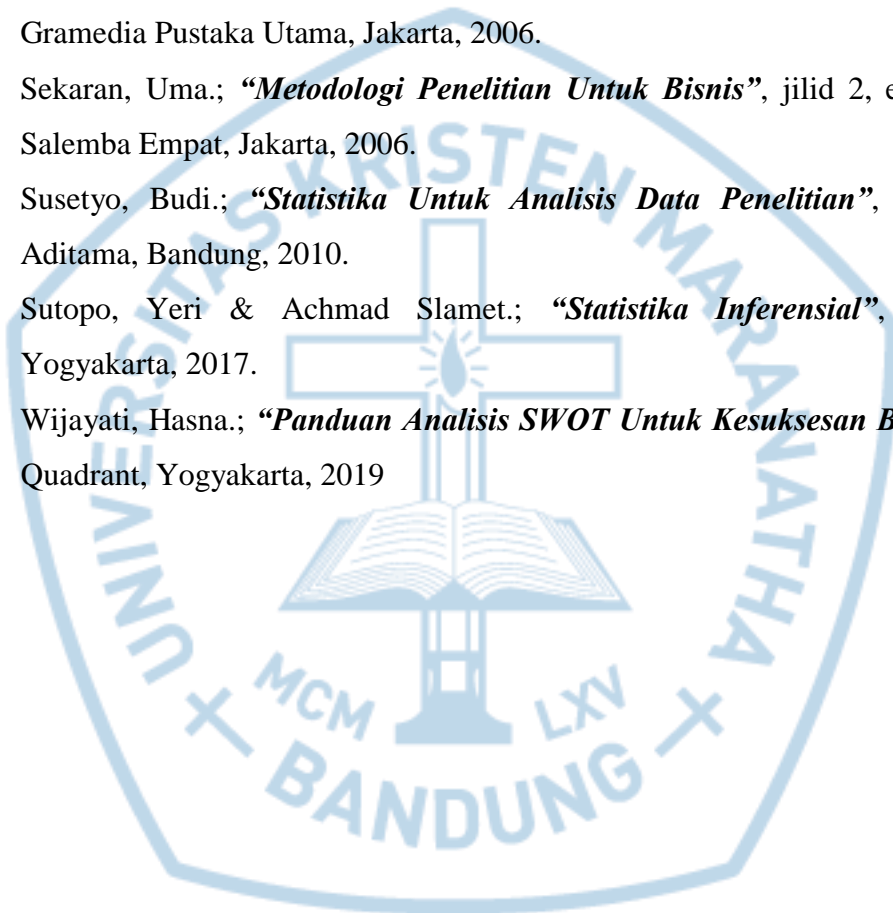 Gramedia Pustaka Utama, Jakarta, 2006.
Sekaran, Uma.; “Metodologi Penelitian Untuk Bisnis”, jilid 2, e
Salemba Empat, Jakarta, 2006.
Susetyo, Budi.; “Statistika Untuk Analisis Data Penelitian”,
Aditama, Bandung, 2010.
Sutopo, Yeri & Achmad Slamet.; “Statistika Inferensial”,
Yogyakarta, 2017.
Wijayati, Hasna.; “Panduan Analisis SWOT Untuk Kesuksesan B
Quadrant, Yogyakarta, 2019
UNIVERSITAS KRISTEN MARANATHA
MCM LXV
BANDUNG